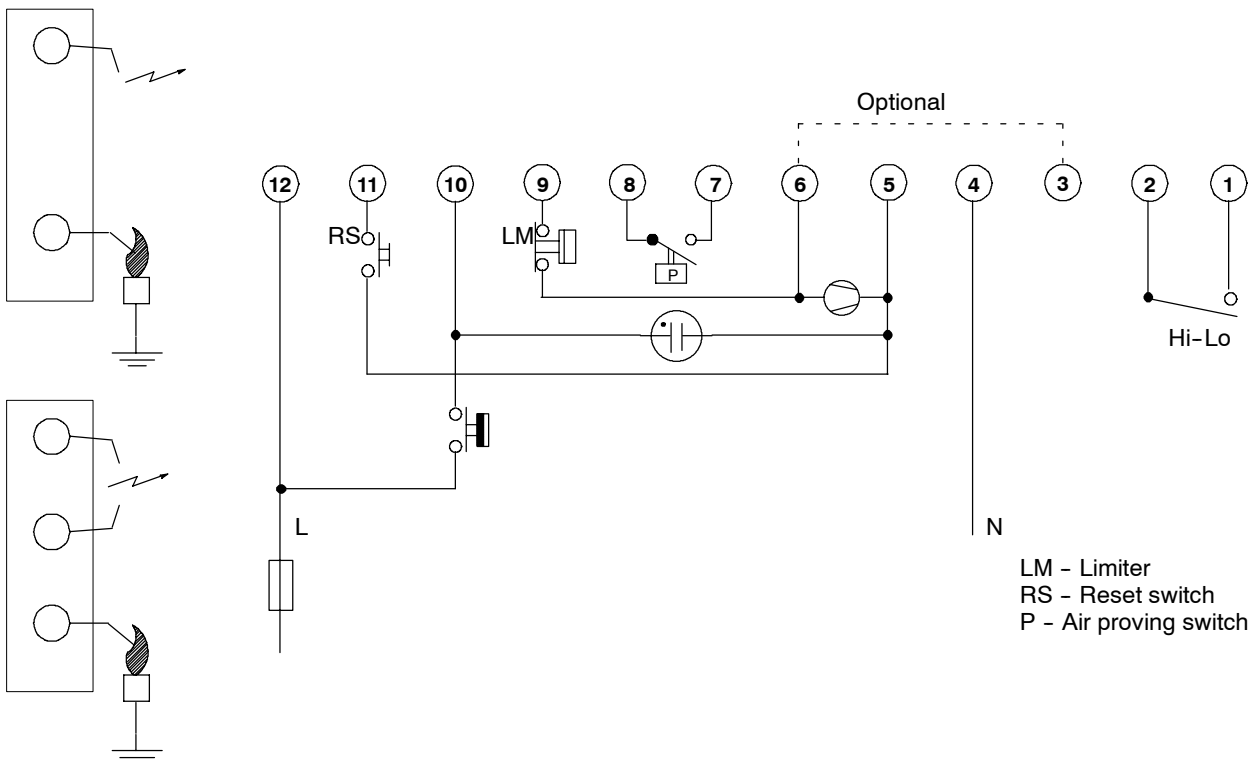 Optional
12 11 10 9 8 7 6 5 4 3 2 1
RS
LM
P
Hi-Lo
L
N
LM - Limiter
RS - Reset switch
P - Air proving switch